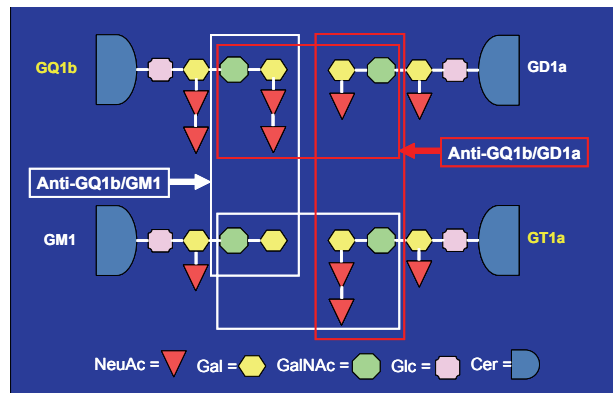 GQ1b
GD1a
Anti-GQ1b/GM1
Anti-GQ1b/GD1a
GM1
GT1a
NeuAc =
Gal =
GalNAc =
Glc =
Cer =